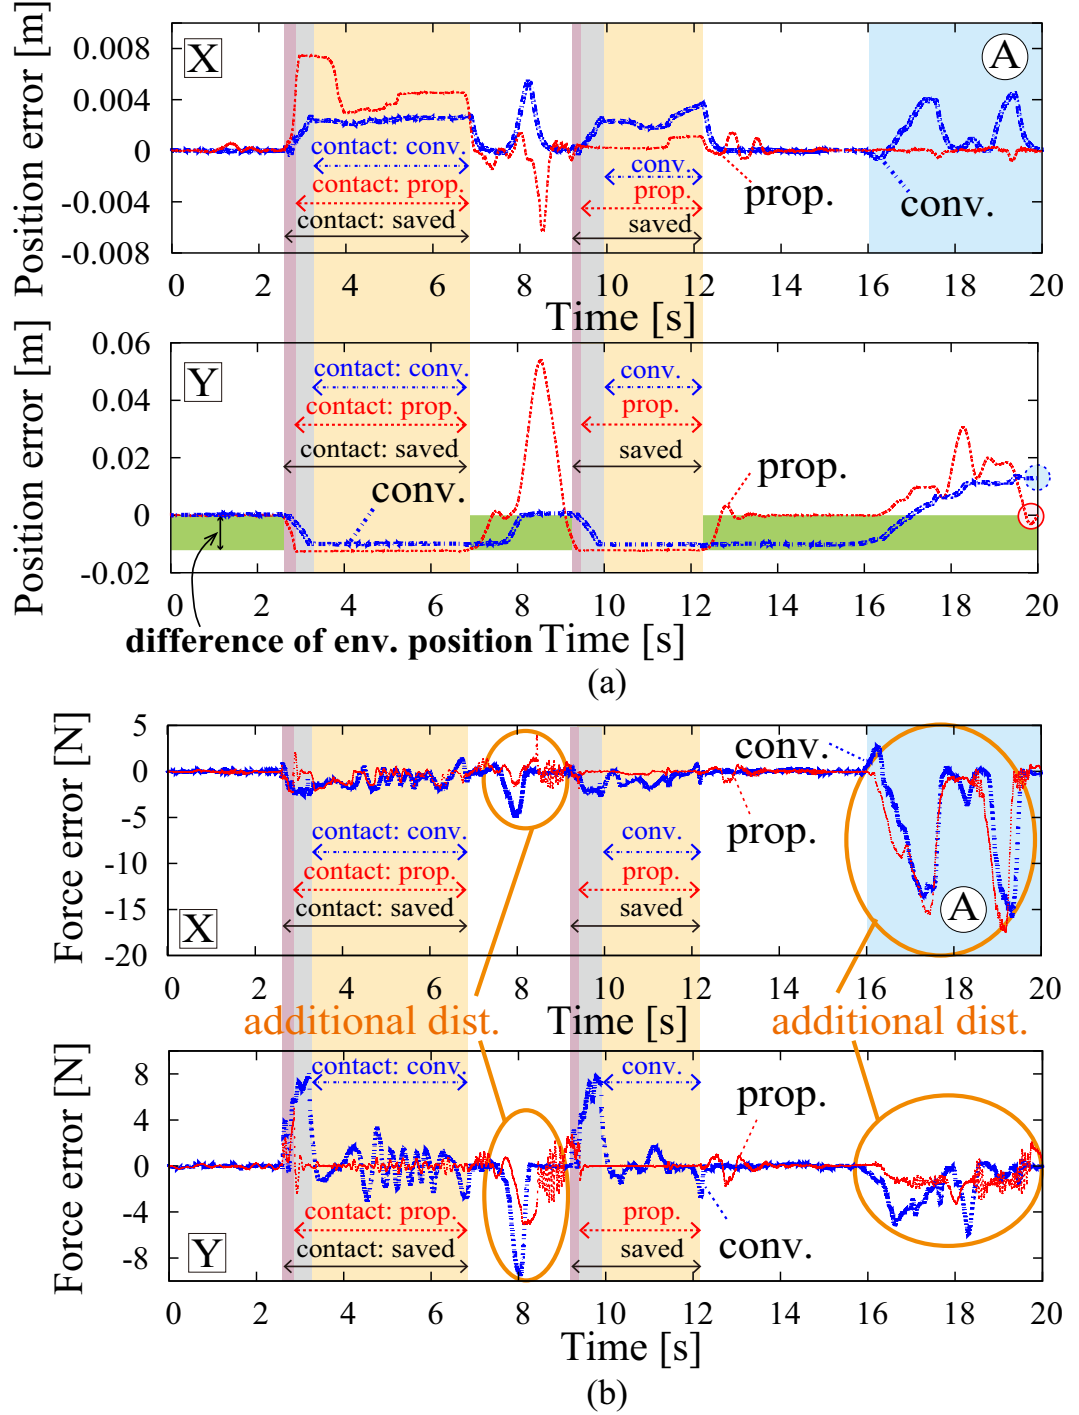 Position error [m]
0.008
0.004
0
-0.004
-0.008
X
A
contact: conv.
contact: prop.
contact: saved
conv.
prop.
saved
prop.
conv.
0 2 4 6 8 10 12 14 16 18 20
Time [s]
Position error [m]
0.06
0.04
0.02
0
-0.02
Y
contact: conv.
contact: prop.
contact: saved
conv.
conv.
prop.
saved
prop.
0 2 4 6 8 10 12 14 16 18 20
difference of env. position
Time [s]
(a)
Force error [N]
5
0
-5
-10
-15
-20
X
contact: conv.
contact: prop.
contact: saved
conv.
prop.
saved
conv.
prop.
A
0 2 4 6 8 10 12 14 16 18 20
additional dist.
Time [s]
additional dist.
Force error [N]
8
4
0
-4
-8
Y
contact: conv.
contact: prop.
contact: saved
conv.
prop.
saved
prop.
conv.
0 2 4 6 8 10 12 14 16 18 20
Time [s]
(b)